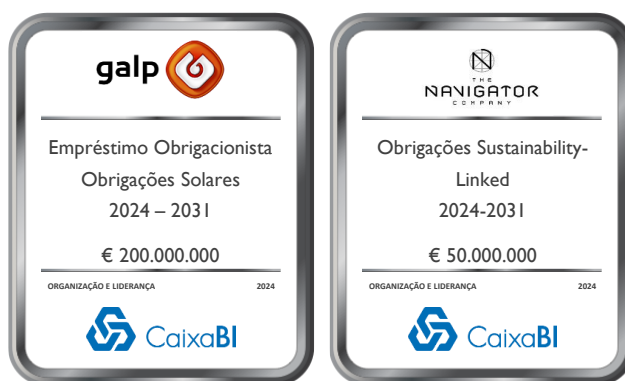 galp
Empréstimo Obrigacionista
Obrigações Solares
2024 – 2031
€ 200.000.000
ORGANIZAÇÃO E LIDERANÇA 2024
CaixaBI
THE
NAVIGATOR
COMPANY
Obrigações Sustainability-
Linked
2024-2031
€ 50.000.000
ORGANIZAÇÃO E LIDERANÇA 2024
CaixaBI